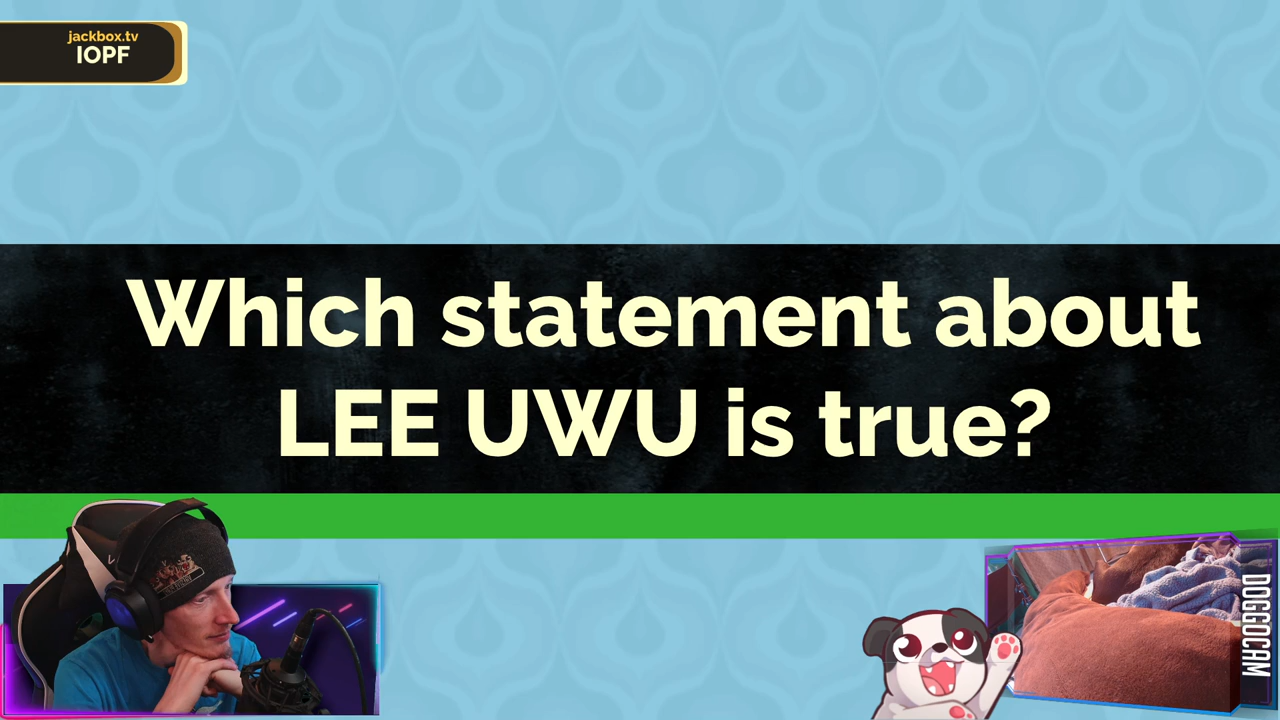 jackbox.tv
IOPF
Which statement about
LEE UWU is true?
DOGGOCAM